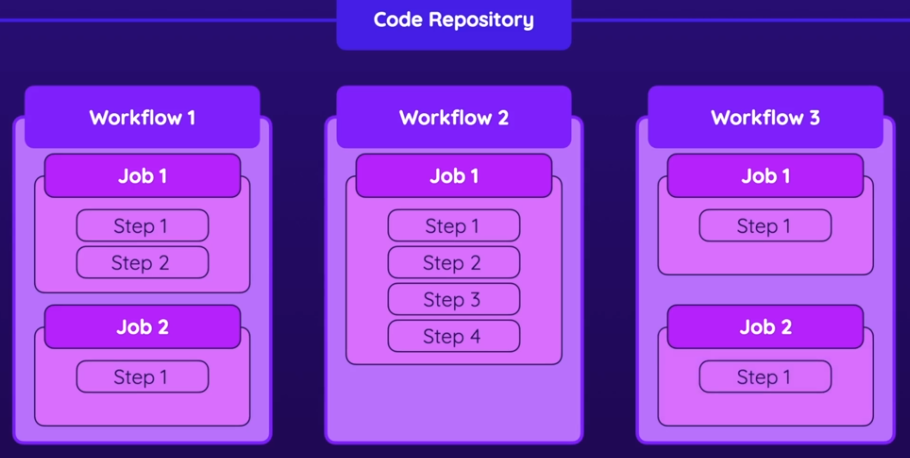 Code Repository
Workflow 1
Job 1
Step 1
Step 2
Job 2
Step 1
Workflow 2
Job 1
Step 1
Step 2
Step 3
Step 4
Workflow 3
Job 1
Step 1
Job 2
Step 1